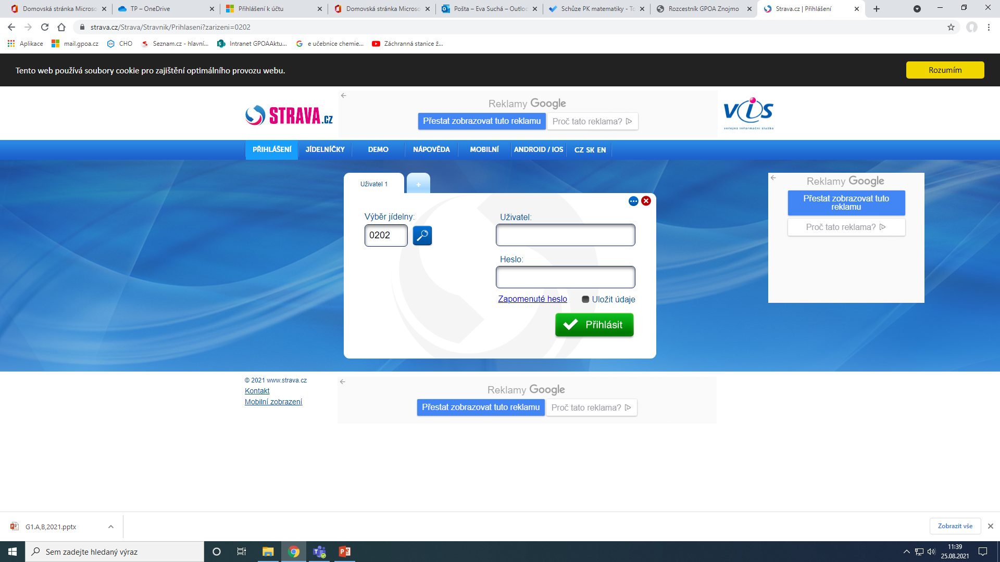 Domovská stránka Microso
TP – OneDrive
Přihlášení k účtu
Domovská stránka Microso
Pošta – Eva Suchá – Outloo
Schůze PK matematiky - To
Rozcestník GPOA Znojmo
Strava.cz | Přihlášení
strava.cz/Strava/Stravnik/Prihlaseni?zarizeni=0202
Aplikace
mail.gpoa.cz
CHO
Seznam.cz - hlavní...
Intranet GPOAAktu...
e učebnice chemie...
Záchranná stanice ž...
Tento web používá soubory cookie pro zajištění optimálního provozu webu.
Rozumím
STRAVA.cz
Reklamy Google
Přestat zobrazovat tuto reklamu
Proč tato reklama?
vis
veřejná informační služba
PŘIHLÁŠENÍ
JÍDELNÍČKY
DEMO
NÁPOVĚDA
MOBILNÍ
ANDROID / IOS
CZ SK EN
Uživatel 1
+
Výběr jídelny:
0202
Uživatel:
Heslo:
Zapomenuté heslo
Uložit údaje
Přihlásit
Reklamy Google
Přestat zobrazovat tuto
reklamu
Proč tato reklama?
© 2021 www.strava.cz
Kontakt
Mobilní zobrazení
Reklamy Google
Přestat zobrazovat tuto reklamu
Proč tato reklama?
G1.A,B,2021.pptx
Zobrazit vše
Sem zadejte hledaný výraz
11:39
25.08.2021